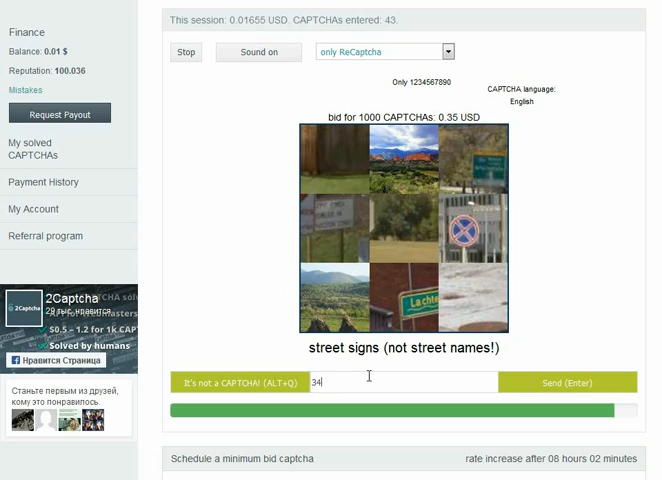 This session: 0.01655 USD. CAPTCHAs entered: 43.
Finance
Balance: 0.01 $
Reputation: 100.036
Mistakes
Request Payout
My solved
CAPTCHAs
Payment History
My Account
Referral program
Stop
Sound on
only ReCaptcha
Only 1234567890
CAPTCHA language:
English
bid for 1000 CAPTCHAs: 0.35 USD
Lachte
street signs (not street names!)
It's not a CAPTCHA! (ALT+Q)
34
Send (Enter)
2Captcha
2Captcha
нравится
$0.5 - 1.2 for 1k CAP
Solved by humans
Нравится Страница
Станьте первым из друзей,
кому это понравилось.
Schedule a minimum bid captcha
rate increase after 08 hours 02 minutes